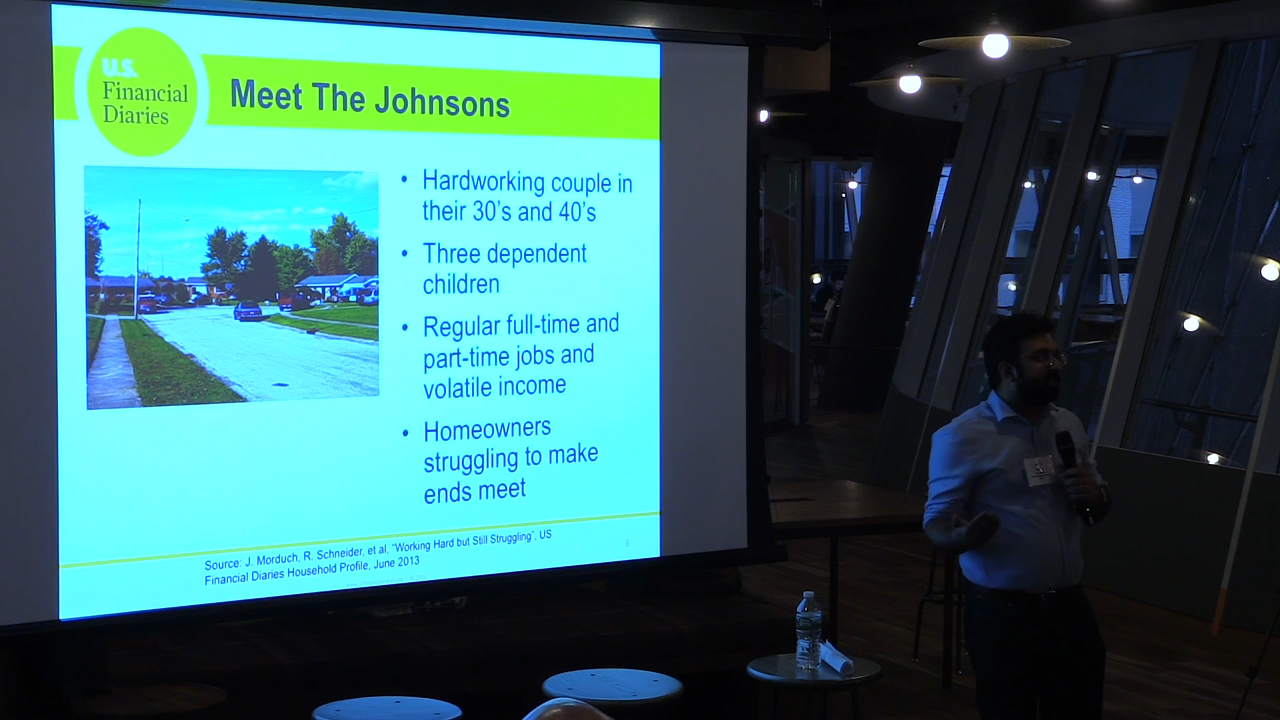 U.S.
Financial
Diaries
Meet The Johnsons
• Hardworking couple in
their 30's and 40's
• Three dependent
children
• Regular full-time and
part-time jobs and
volatile income
• Homeowners
struggling to make
ends meet
Source: J. Morduch, R. Schneider, et al, "Working Hard but Still Struggling", US
Financial Diaries Household Profile, June 2013